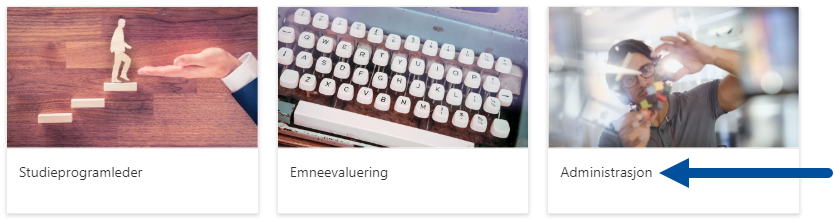 Studieprogramleder
Emneevaluering
Administrasjon